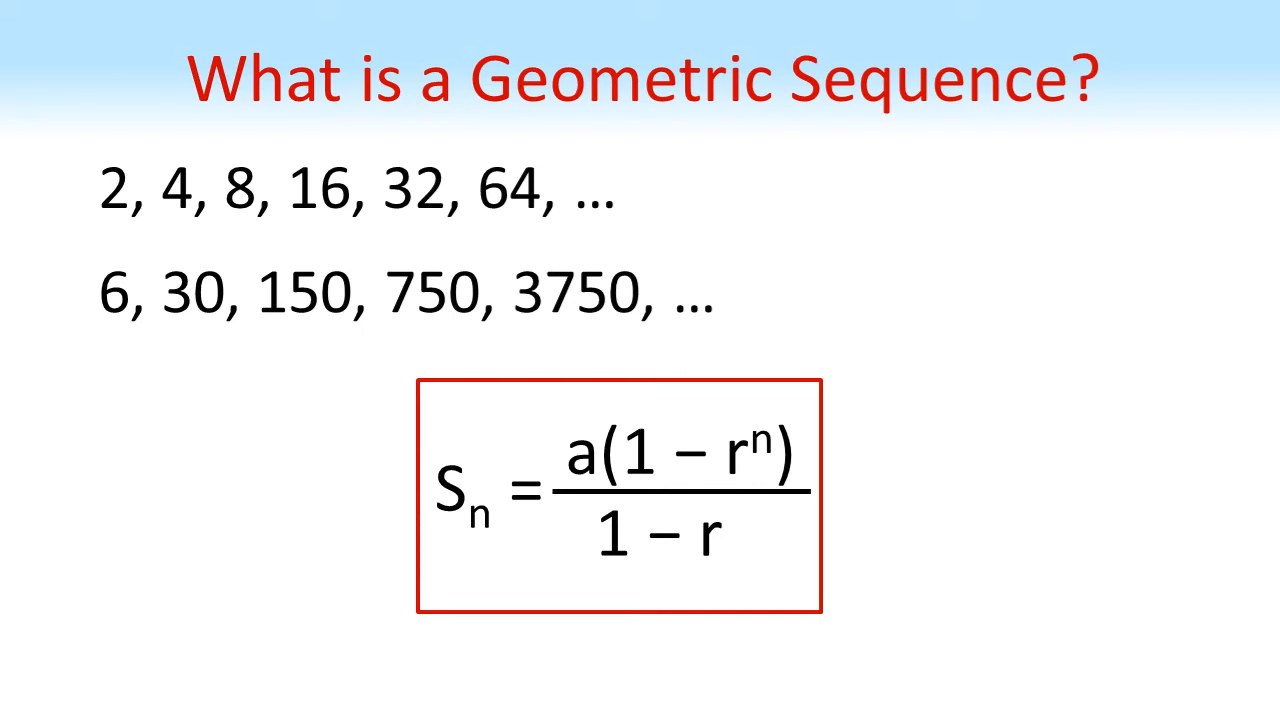 What is a Geometric Sequence?
2, 4, 8, 16, 32, 64, ...
6, 30, 150, 750, 3750, ...
Sₙ = a(1 − rⁿ) / 1 − r